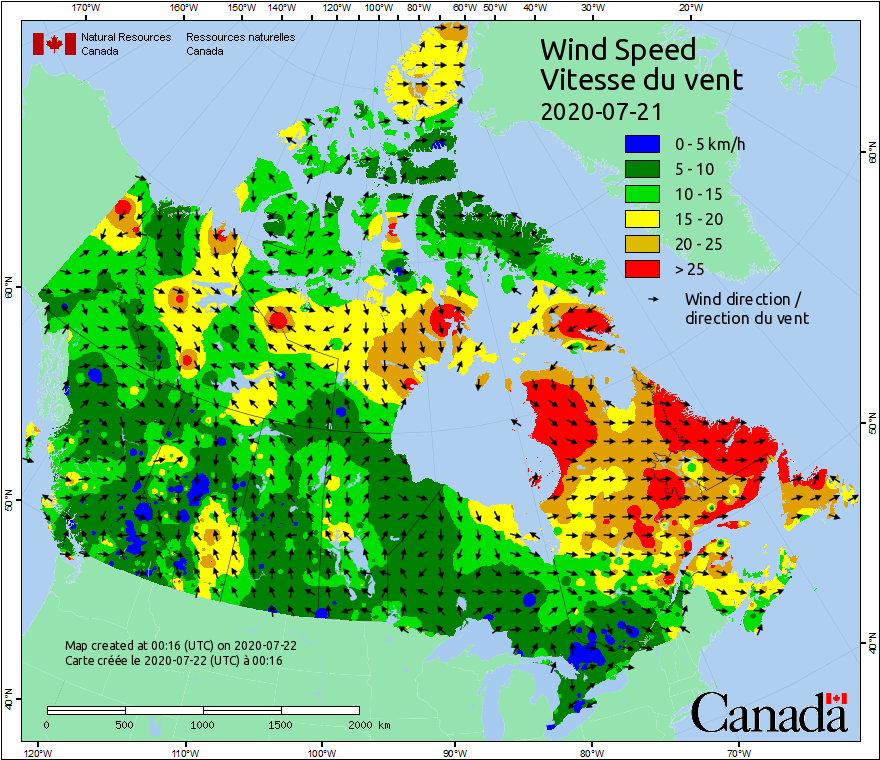 170°W 160°W 150°W 140°W 120°W 100°W 80°W 60°W 50°W 40°W 30°W 20°W
Natural Resources Ressources naturelles
Canada Canada
Wind Speed
Vitesse du vent
2020-07-21
0 - 5 km/h
5 - 10
10 - 15
15 - 20
20 - 25
> 25
Wind direction /
direction du vent
60°N
60°N
50°N
50°N
40°N
40°N
Map created at 00:16 (UTC) on 2020-07-22
Carte créée le 2020-07-22 (UTC) à 00:16
0 500 1000 1500 2000 km
Canada
120°W 110°W 100°W 90°W 80°W 70°W